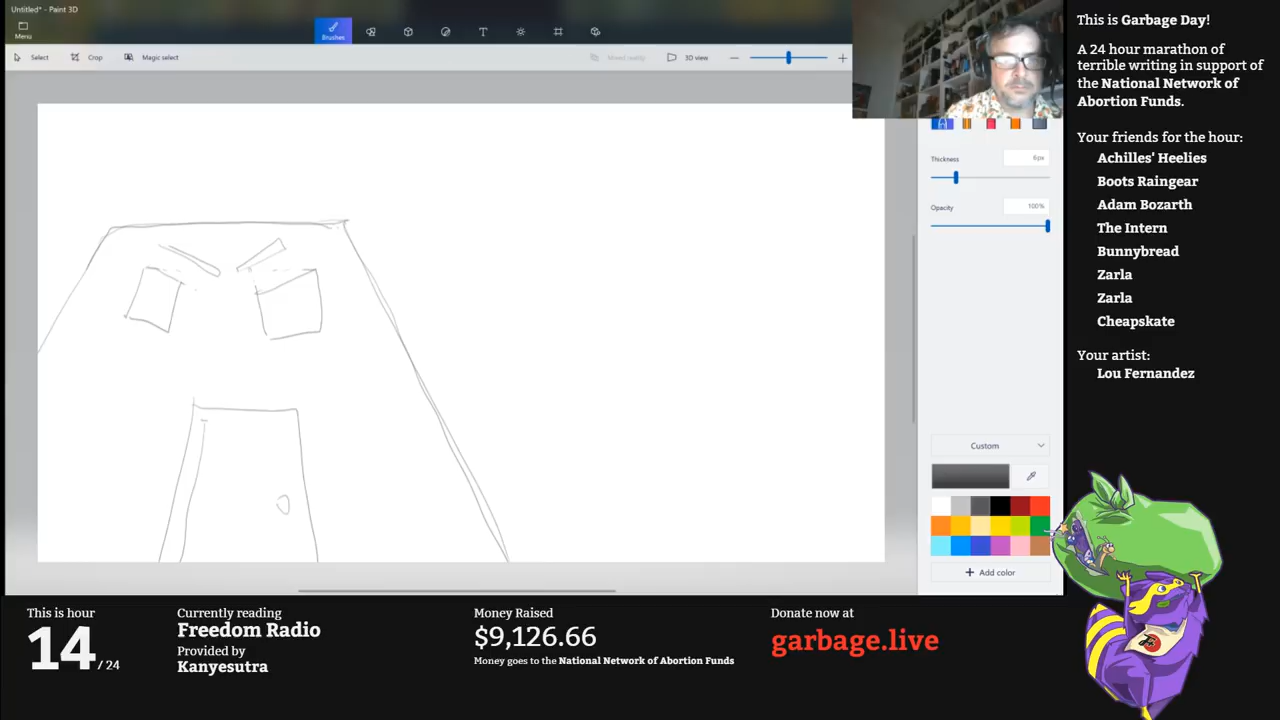 Untitled* - Paint 3D
Menu
Brushes
Select
Crop
Magic select
Mixed reality
3D view
Thickness
6px
Opacity
100%
Custom
Add color
This is Garbage Day!
A 24 hour marathon of
terrible writing in support of
the National Network of
Abortion Funds.
Your friends for the hour:
Achilles' Heelies
Boots Raingear
Adam Bozarth
The Intern
Bunnybread
Zarla
Zarla
Cheapskate
Your artist:
Lou Fernandez
This is hour
14 / 24
Currently reading
Freedom Radio
Provided by
Kanyesutra
Money Raised
$9,126.66
Money goes to the National Network of Abortion Funds
Donate now at
garbage.live